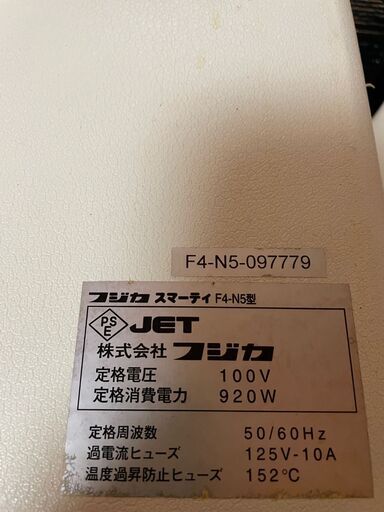 F4-N5-097779
フジカ スマーティ F4-N5型
PS
E
JET
株式会社 フジカ
定格電圧 100V
定格消費電力 920W
定格周波数 50/60Hz
過電流ヒューズ 125V-10A
温度過昇防止ヒューズ 152℃